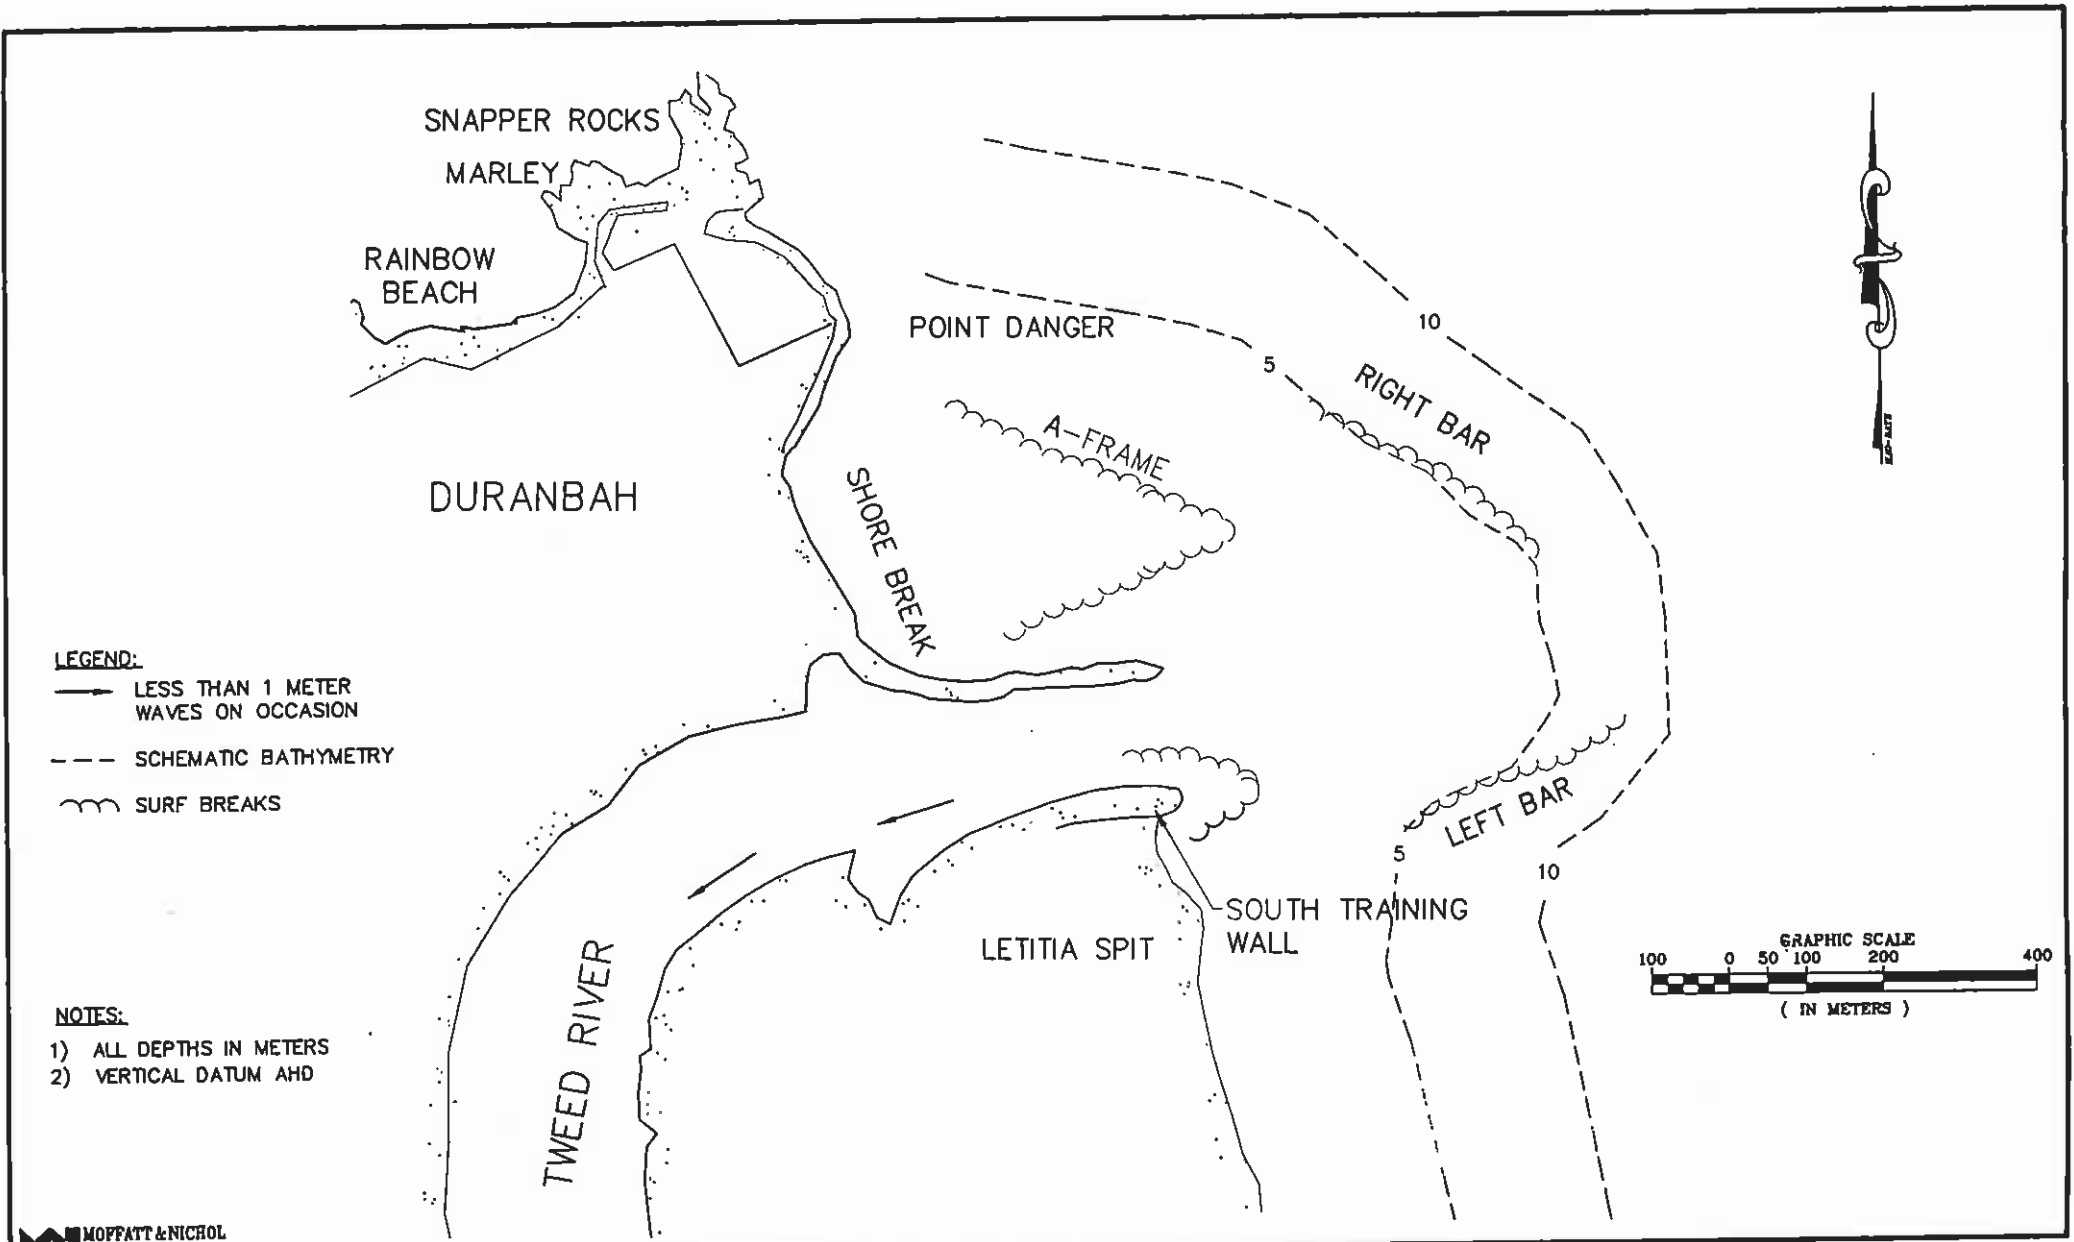 SNAPPER ROCKS
MARLEY
RAINBOW
BEACH
POINT DANGER
10
5
RIGHT BAR
A-FRAME
DURANBAH
SHORE BREAK
LEGEND:
LESS THAN 1 METER
WAVES ON OCCASION
SCHEMATIC BATHYMETRY
SURF BREAKS
LEFT BAR
5
10
SOUTH TRAINING
WALL
LETITIA SPIT
TWEED RIVER
GRAPHIC SCALE
100 0 50 100 200 400
( IN METERS )
NOTES:
1) ALL DEPTHS IN METERS
2) VERTICAL DATUM AHD
MOFFATT & NICHOL